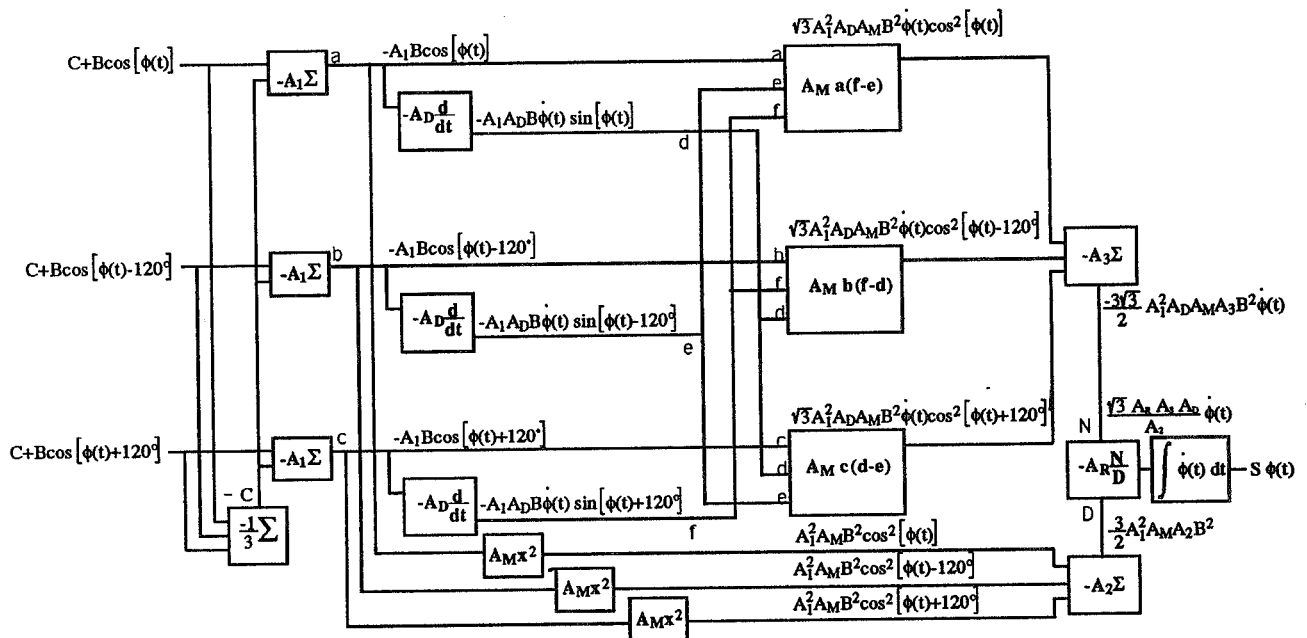 √3 A₁²A_DA_MB²φ̇(t)cos²[φ(t)]
C+Bcos[φ(t)]
-A₁Σ
a
-A₁Bcos[φ(t)]
a
e
f
A_M a(f-e)
-A_D d/dt
-A₁A_DBφ̇(t) sin[φ(t)]
d
√3A₁²A_DA_MB²φ̇(t)cos²[φ(t)-120°]
C+Bcos[φ(t)-120°]
-A₁Σ
b
-A₁Bcos[φ(t)-120°]
b
f
d
A_M b(f-d)
-A₃Σ
-A_D d/dt
-A₁A_DBφ̇(t) sin[φ(t)-120°]
e
-3√3/2 A₁²A_DA_MA₃B²φ̇(t)
√3A₁²A_DA_MB²φ̇(t)cos²[φ(t)+120°]
C+Bcos[φ(t)+120°]
-A₁Σ
c
-A₁Bcos[φ(t)+120°]
c
d
e
A_M c(d-e)
N
√3 A_R A₃ A_D/A₂ φ̇(t)
-A_R N/D
∫ φ̇(t) dt
S φ(t)
D
- C
-1/3 Σ
-A_D d/dt
-A₁A_DBφ̇(t) sin[φ(t)+120°]
f
-3/2 A₁²A_MA₂B²
A_Mx²
A₁²A_MB²cos²[φ(t)]
A_Mx²
A₁²A_MB²cos²[φ(t)-120°]
-A₂Σ
A_Mx²
A₁²A_MB²cos²[φ(t)+120°]